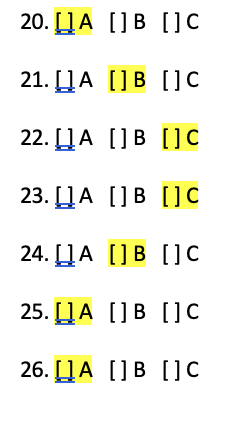 20. [] A [] B [] C
21. [] A [] B [] C
22. [] A [] B [] C
23. [] A [] B [] C
24. [] A [] B [] C
25. [] A [] B [] C
26. [] A [] B [] C